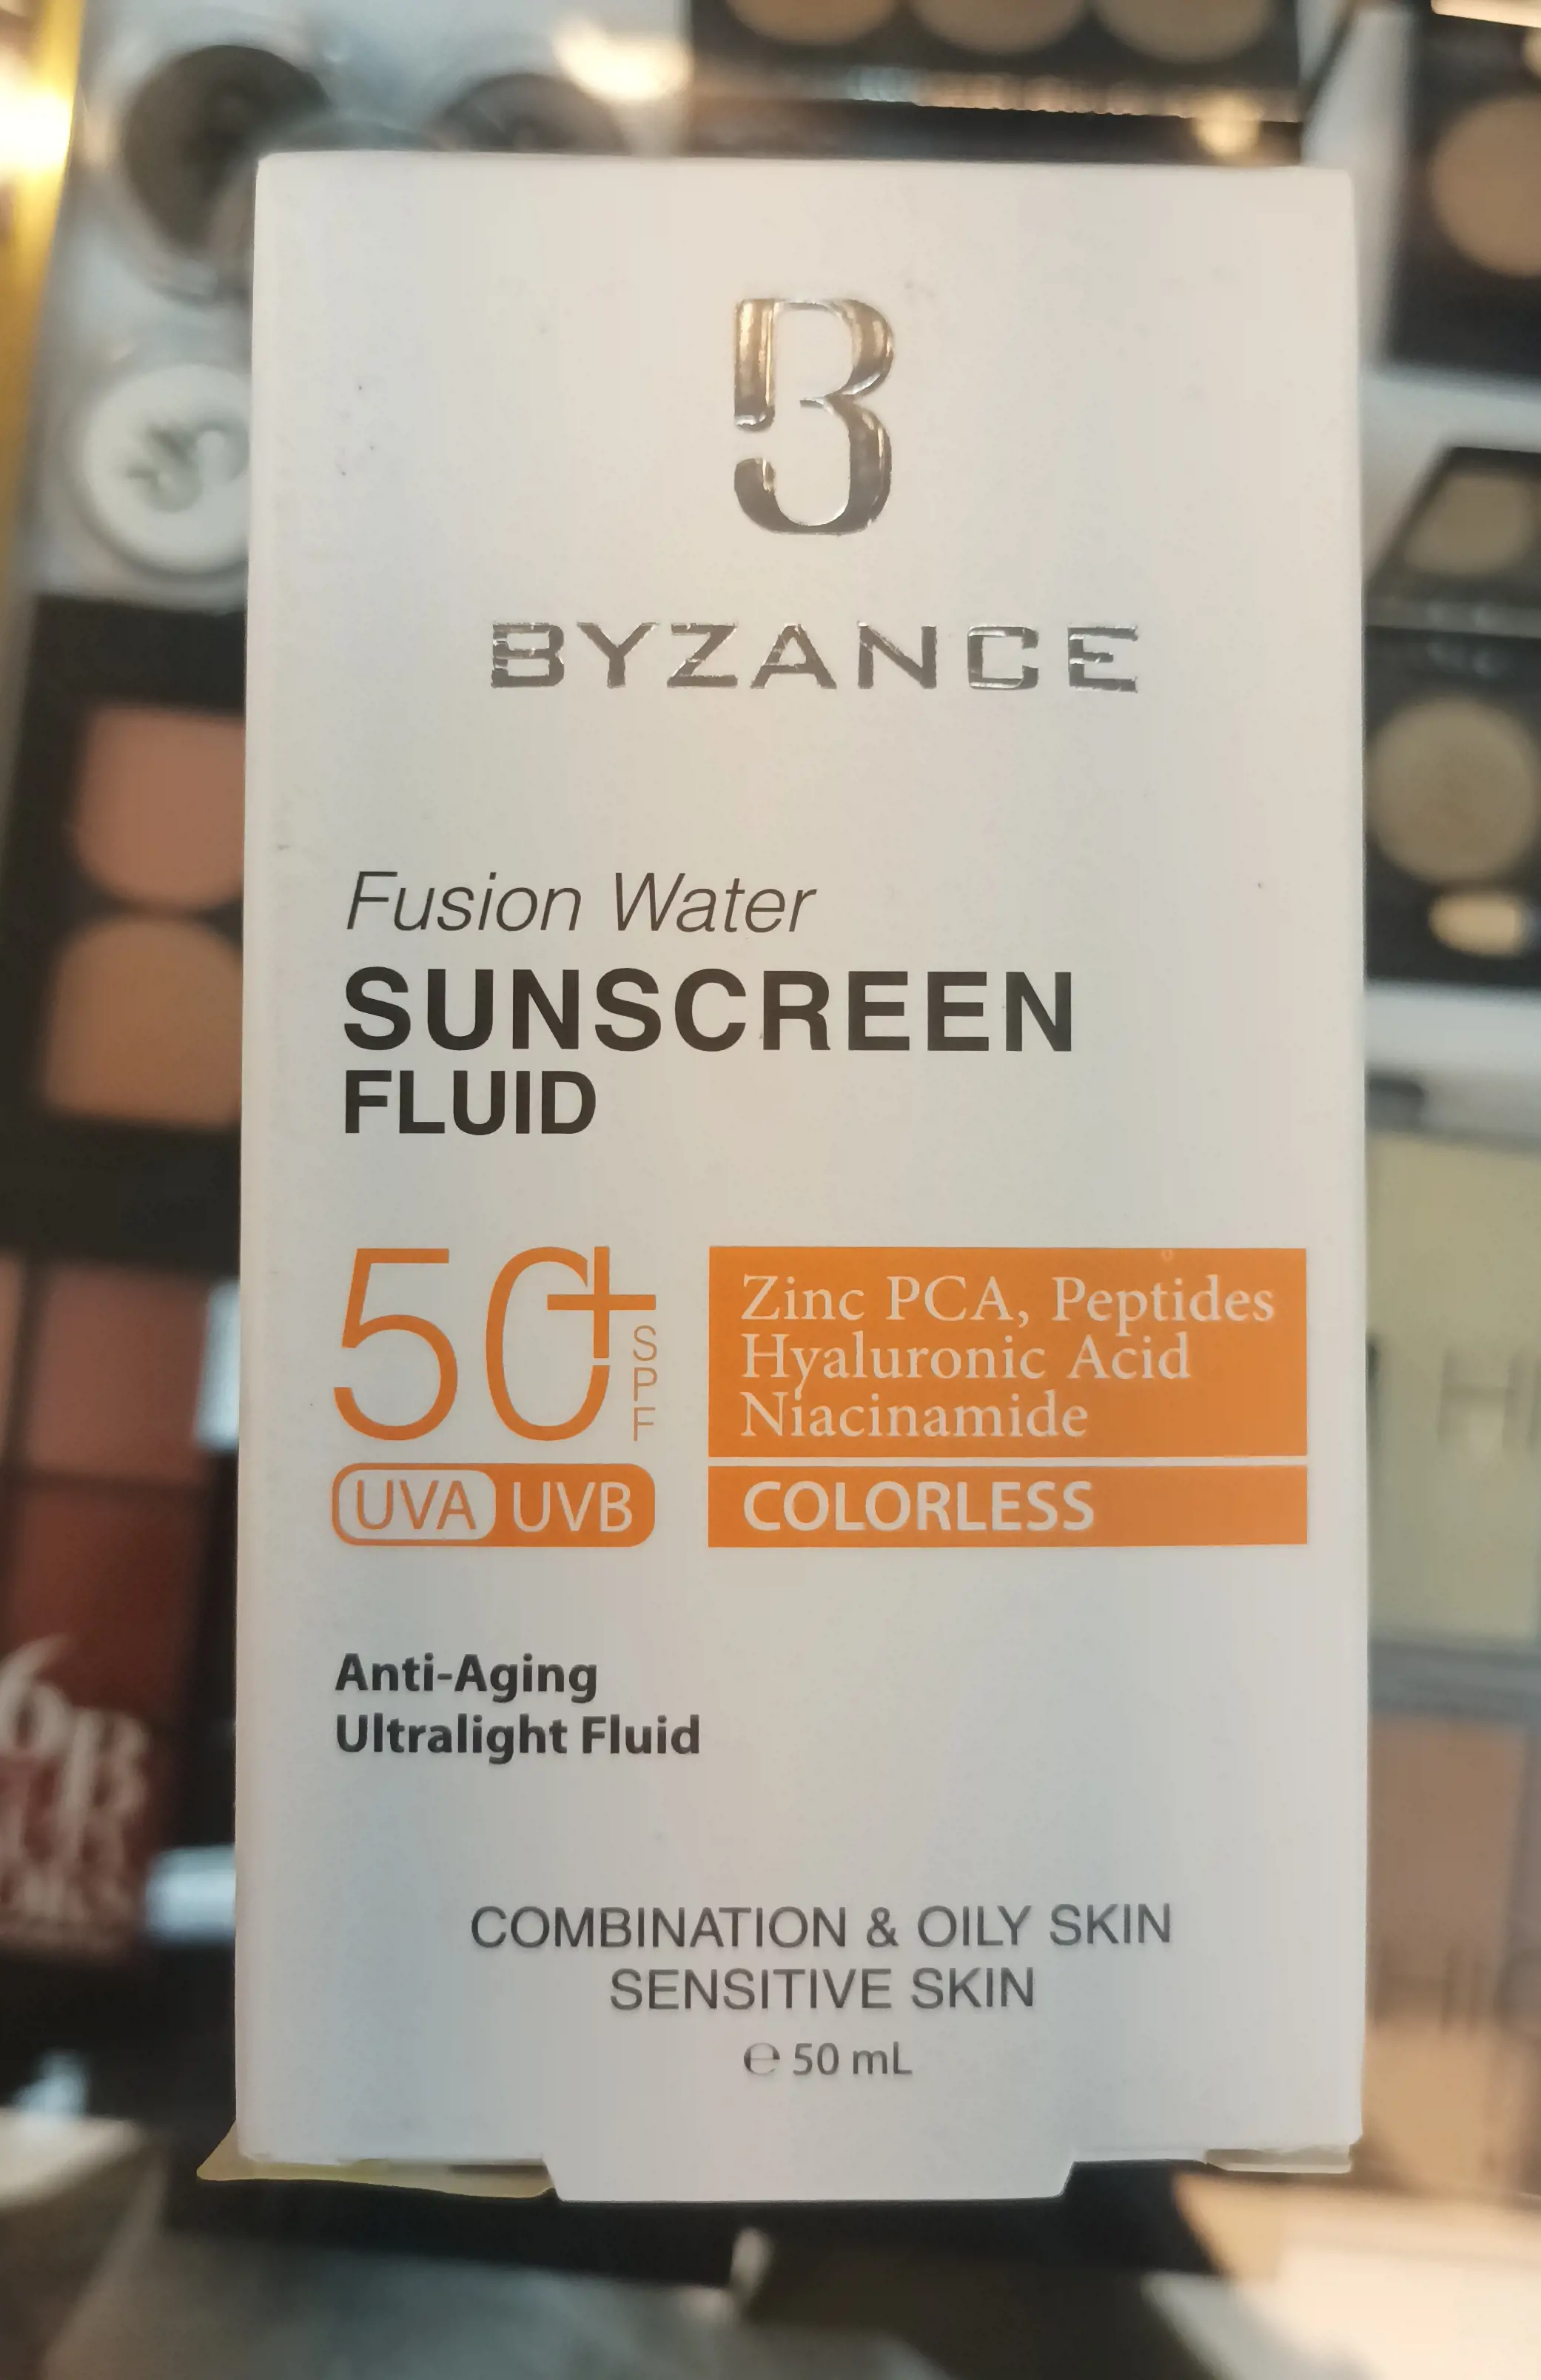 B
BYZANCE
Fusion Water
SUNSCREEN
FLUID
50+
SPF
UVA UVB
Zinc PCA, Peptides
Hyaluronic Acid
Niacinamide
COLORLESS
Anti-Aging
Ultralight Fluid
COMBINATION & OILY SKIN
SENSITIVE SKIN
℮ 50 mL